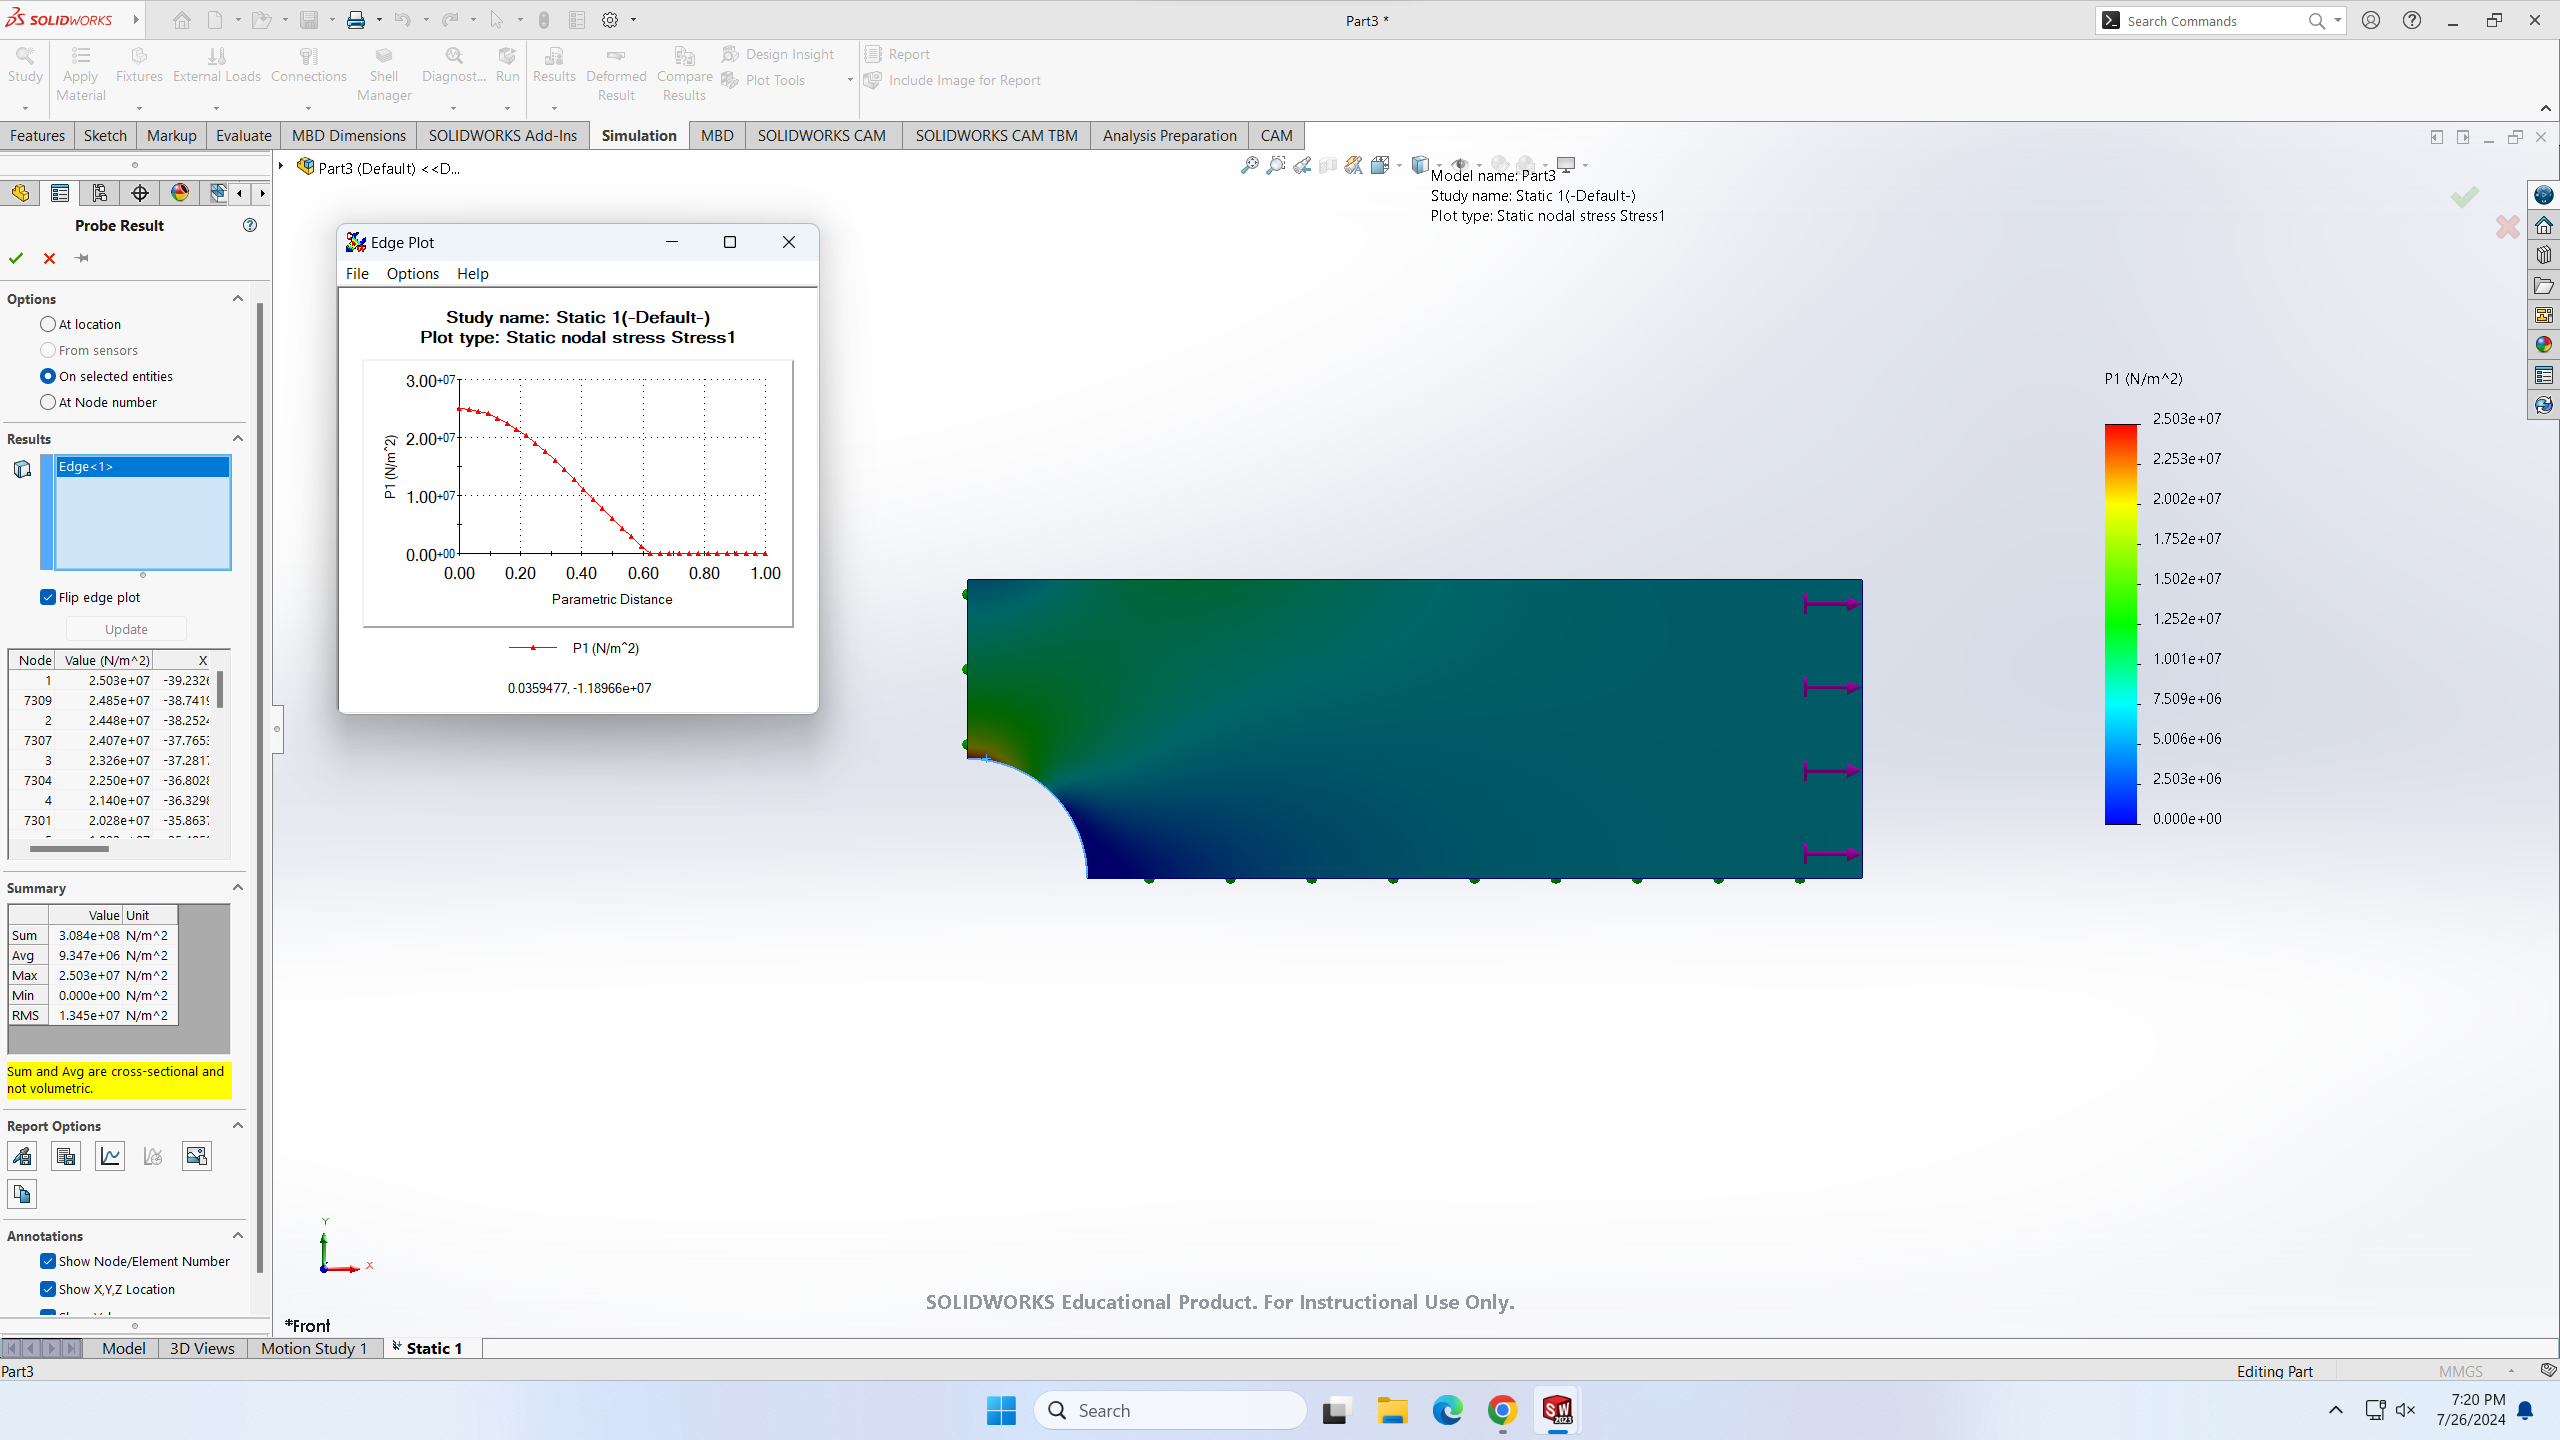 SOLIDWORKS
Part3 *
Search Commands
Study
Apply Material
Fixtures
External Loads
Connections
Shell Manager
Diagnost...
Run
Results
Deformed Result
Compare Results
Design Insight
Plot Tools
Report
Include Image for Report
Features
Sketch
Markup
Evaluate
MBD Dimensions
SOLIDWORKS Add-Ins
Simulation
MBD
SOLIDWORKS CAM
SOLIDWORKS CAM TBM
Analysis Preparation
CAM
Part3 (Default) <<D...
Model name: Part3
Study name: Static 1(-Default-)
Plot type: Static nodal stress Stress1
Probe Result
Options
At location
From sensors
On selected entities
At Node number
Results
Edge<1>
Flip edge plot
Update
Node Value (N/m^2) X
1 2.503e+07 -39.232
7309 2.485e+07 -38.741
2 2.448e+07 -38.252
7307 2.407e+07 -37.765
3 2.326e+07 -37.281
7304 2.250e+07 -36.802
4 2.140e+07 -36.329
7301 2.028e+07 -35.863
Summary
Value Unit
Sum 3.084e+08 N/m^2
Avg 9.347e+06 N/m^2
Max 2.503e+07 N/m^2
Min 0.000e+00 N/m^2
RMS 1.345e+07 N/m^2
Sum and Avg are cross-sectional and
not volumetric.
Report Options
Annotations
Show Node/Element Number
Show X,Y,Z Location
Edge Plot
File Options Help
Study name: Static 1(-Default-)
Plot type: Static nodal stress Stress1
P1 (N/m^2)
3.00+07
2.00+07
1.00+07
0.00+00
0.00 0.20 0.40 0.60 0.80 1.00
Parametric Distance
P1 (N/m^2)
0.0359477, -1.18966e+07
P1 (N/m^2)
2.503e+07
2.253e+07
2.002e+07
1.752e+07
1.502e+07
1.252e+07
1.001e+07
7.509e+06
5.006e+06
2.503e+06
0.000e+00
Y
X
*Front
SOLIDWORKS Educational Product. For Instructional Use Only.
Model
3D Views
Motion Study 1
Static 1
Part3
Editing Part
MMGS
Search
SW
2023
7:20 PM
7/26/2024